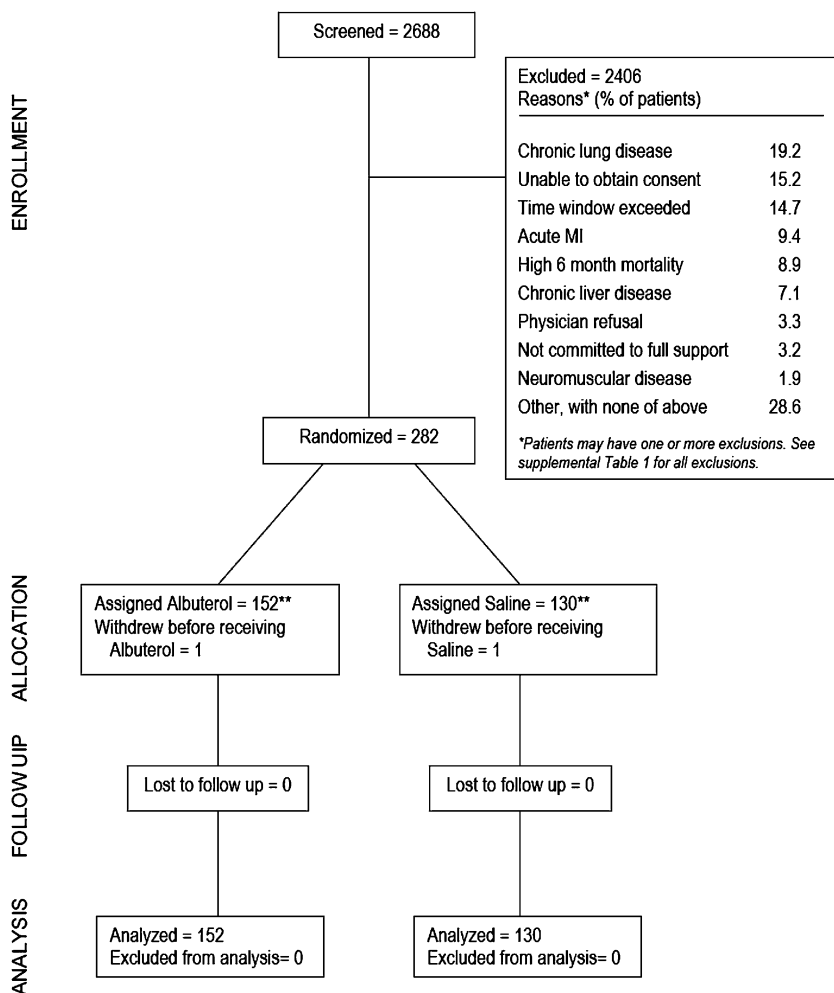 Screened = 2688
ENROLLMENT
Excluded = 2406
Reasons* (% of patients)
Chronic lung disease 19.2
Unable to obtain consent 15.2
Time window exceeded 14.7
Acute MI 9.4
High 6 month mortality 8.9
Chronic liver disease 7.1
Physician refusal 3.3
Not committed to full support 3.2
Neuromuscular disease 1.9
Other, with none of above 28.6
*Patients may have one or more exclusions. See
supplemental Table 1 for all exclusions.
Randomized = 282
ALLOCATION
Assigned Albuterol = 152**
Withdrew before receiving
Albuterol = 1
Assigned Saline = 130**
Withdrew before receiving
Saline = 1
FOLLOW UIP
Lost to follow up = 0
Lost to follow up = 0
ANALYSIS
Analyzed = 152
Excluded from analysis= 0
Analyzed = 130
Excluded from analysis= 0